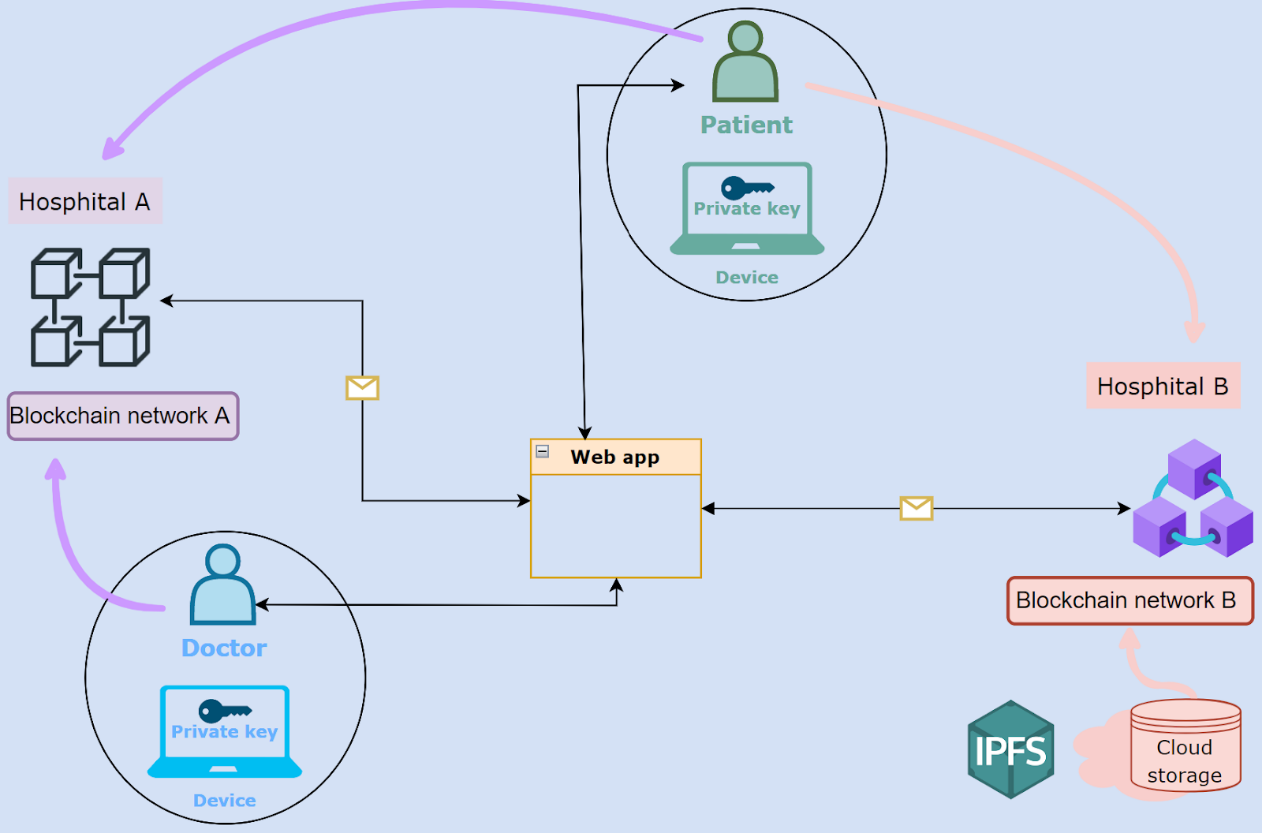 Patient
Private key
Device
Hosphital A
Blockchain network A
Web app
Hosphital B
Blockchain network B
Doctor
Private key
Device
IPFS
Cloud
storage